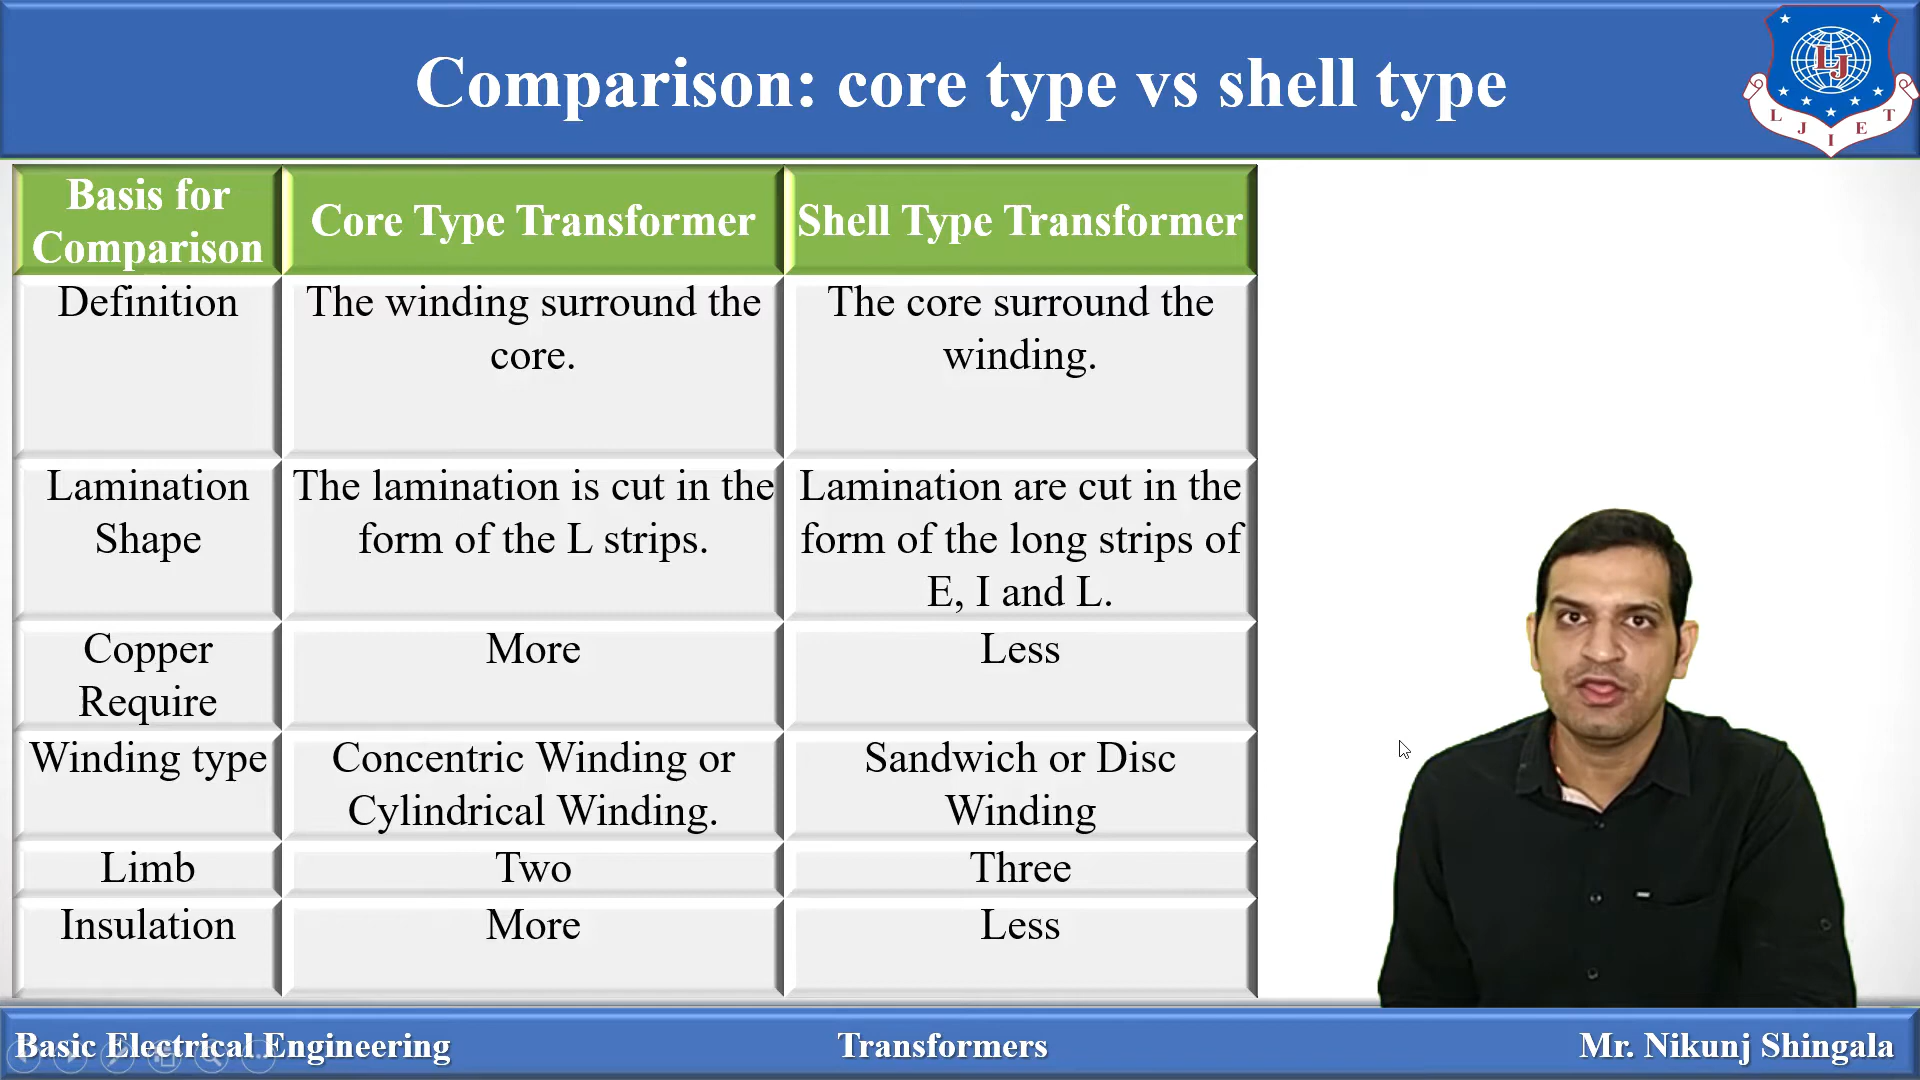 Comparison: core type vs shell type
LJ
L J I E T
Basis for
Comparison
Core Type Transformer
Shell Type Transformer
Definition
The winding surround the
core.
The core surround the
winding.
Lamination
Shape
The lamination is cut in the
form of the L strips.
Lamination are cut in the
form of the long strips of
E, I and L.
Copper
Require
More
Less
Winding type
Concentric Winding or
Cylindrical Winding.
Sandwich or Disc
Winding
Limb
Two
Three
Insulation
More
Less
Basic Electrical Engineering
Transformers
Mr. Nikunj Shingala